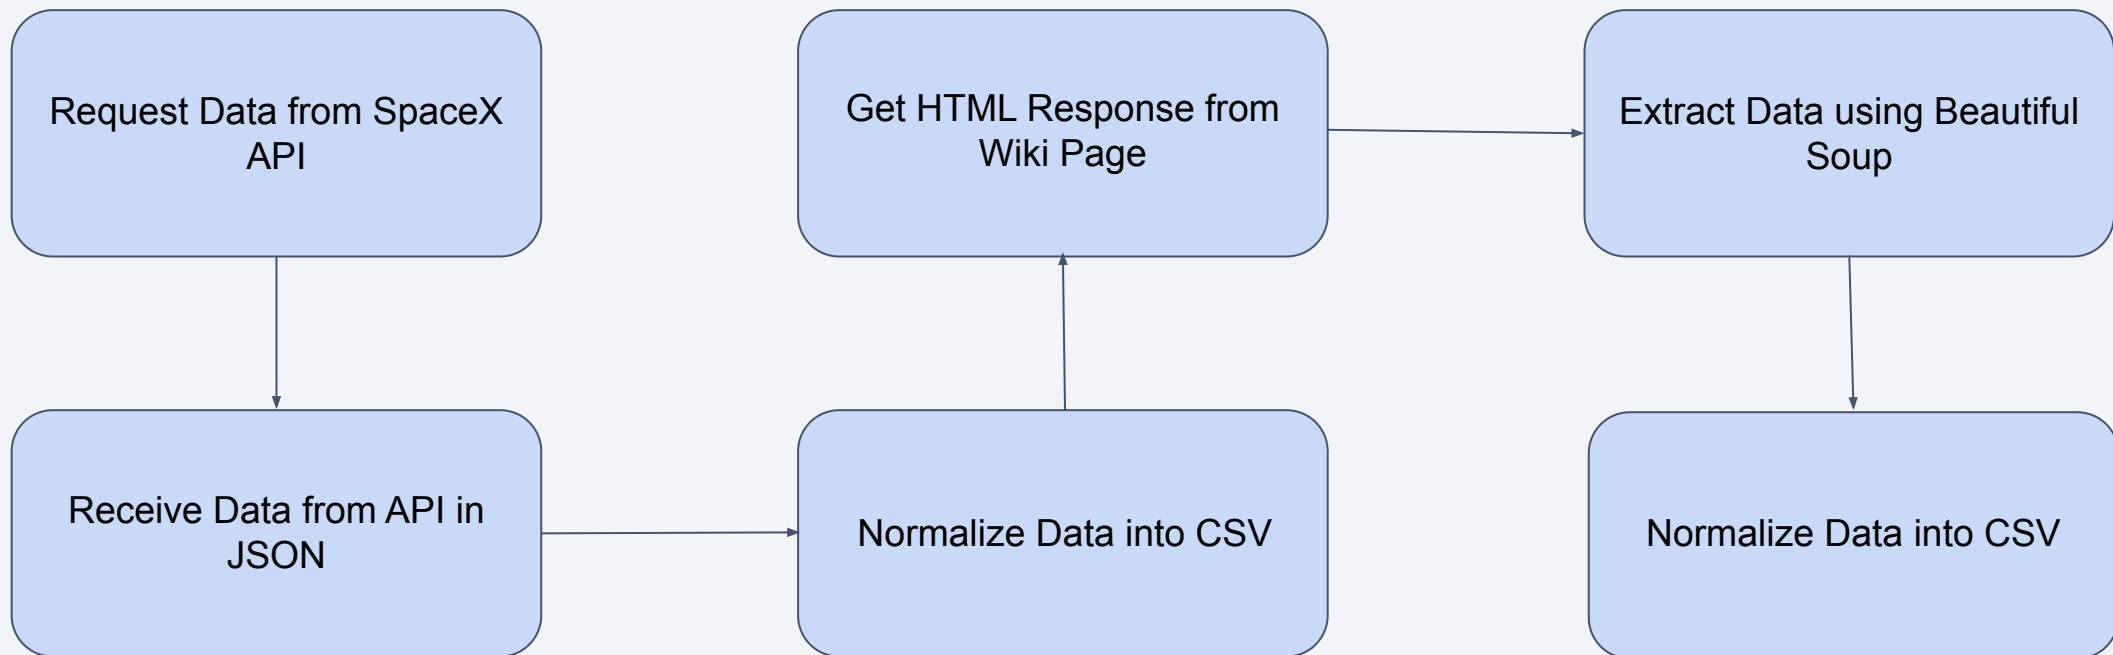 Request Data from SpaceX
API
Receive Data from API in
JSON
Normalize Data into CSV
Get HTML Response from
Wiki Page
Extract Data using Beautiful
Soup
Normalize Data into CSV